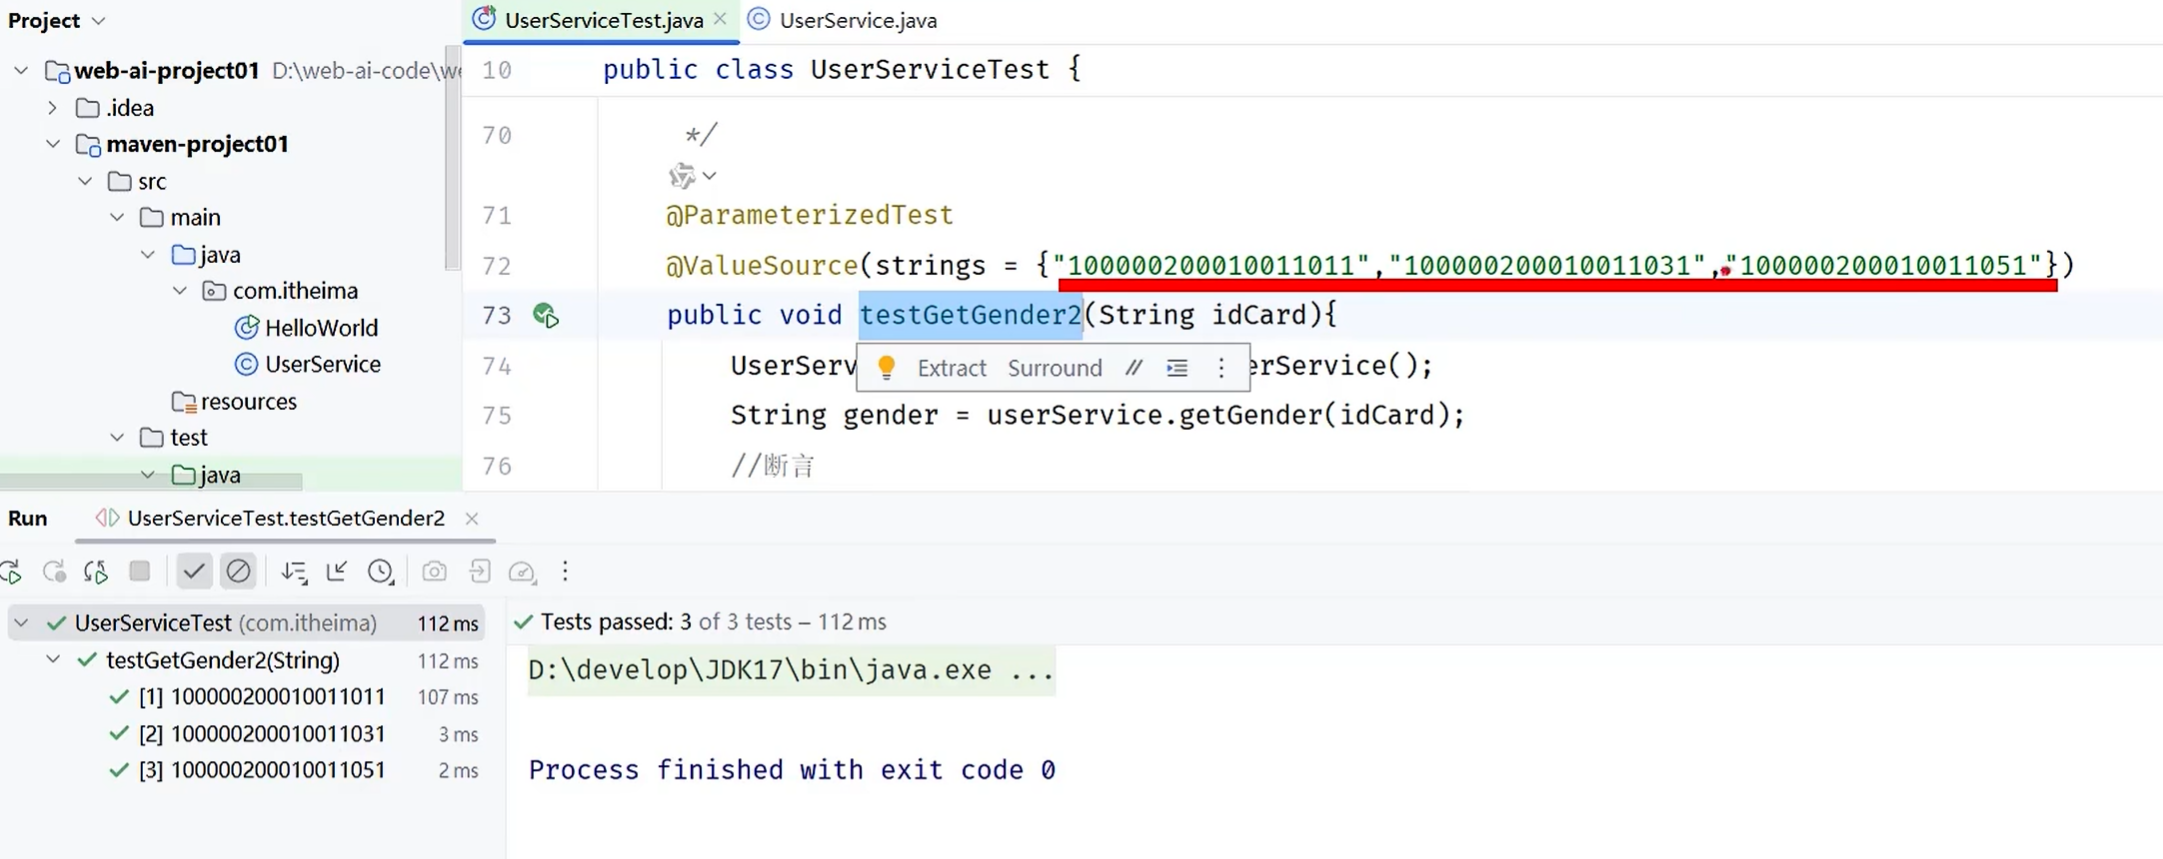 Project
UserServiceTest.java
UserService.java
web-ai-project01 D:\web-ai-code\we
.idea
maven-project01
src
main
java
com.itheima
HelloWorld
UserService
resources
test
java
10 public class UserServiceTest {
70 */
71 @ParameterizedTest
72 @ValueSource(strings = {"100000200010011011","100000200010011031","100000200010011051"})
73 public void testGetGender2(String idCard){
74 UserServ erService();
Extract Surround //
75 String gender = userService.getGender(idCard);
76 //断言
Run UserServiceTest.testGetGender2
UserServiceTest (com.itheima) 112 ms
testGetGender2(String) 112 ms
[1] 100000200010011011 107 ms
[2] 100000200010011031 3 ms
[3] 100000200010011051 2 ms
Tests passed: 3 of 3 tests – 112 ms
D:\develop\JDK17\bin\java.exe ...
Process finished with exit code 0